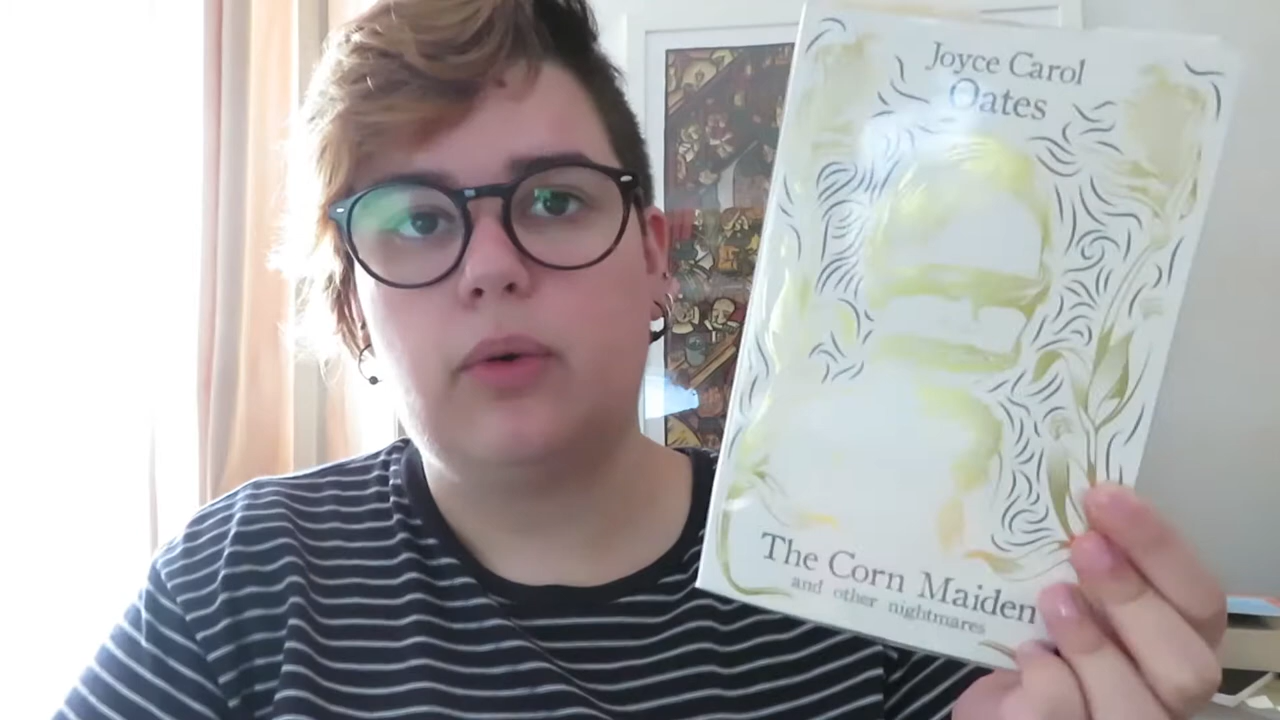 Joyce Carol
Oates
The Corn Maiden
and other nightmares